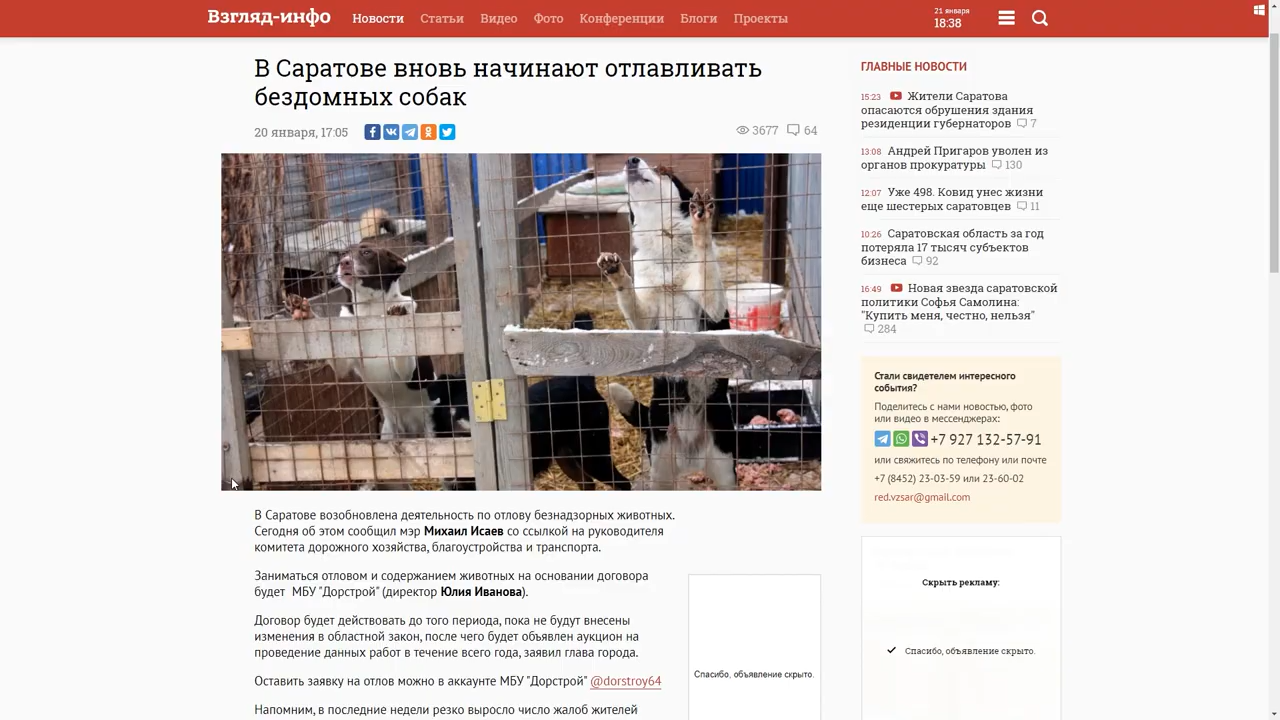 Взгляд-инфо
Новости Статьи Видео Фото Конференции Блоги Проекты
21 января
18:38
В Саратове вновь начинают отлавливать
бездомных собак
20 января, 17:05
3677 64
В Саратове возобновлена деятельность по отлову безнадзорных животных.
Сегодня об этом сообщил мэр Михаил Исаев со ссылкой на руководителя
комитета дорожного хозяйства, благоустройства и транспорта.
Заниматься отловом и содержанием животных на основании договора
будет МБУ "Дорстрой" (директор Юлия Иванова).
Договор будет действовать до того периода, пока не будут внесены
изменения в областной закон, после чего будет объявлен аукцион на
проведение данных работ в течение всего года, заявил глава города.
Оставить заявку на отлов можно в аккаунте МБУ "Дорстрой" @dorstroy64
Напомним, в последние недели резко выросло число жалоб жителей
Спасибо, объявление скрыто.
ГЛАВНЫЕ НОВОСТИ
15:23 Жители Саратова
опасаются обрушения здания
резиденции губернаторов 7
13:08 Андрей Пригаров уволен из
органов прокуратуры 130
12:07 Уже 498. Ковид унес жизни
еще шестерых саратовцев 11
10:26 Саратовская область за год
потеряла 17 тысяч субъектов
бизнеса 92
16:49 Новая звезда саратовской
политики Софья Самолина:
"Купить меня, честно, нельзя"
284
Стали свидетелем интересного
события?
Поделитесь с нами новостью, фото
или видео в мессенджерах:
+7 927 132-57-91
или свяжитесь по телефону или почте
+7 (8452) 23-03-59 или 23-60-02
red.vzsar@gmail.com
Скрыть рекламу:
Спасибо, объявление скрыто.